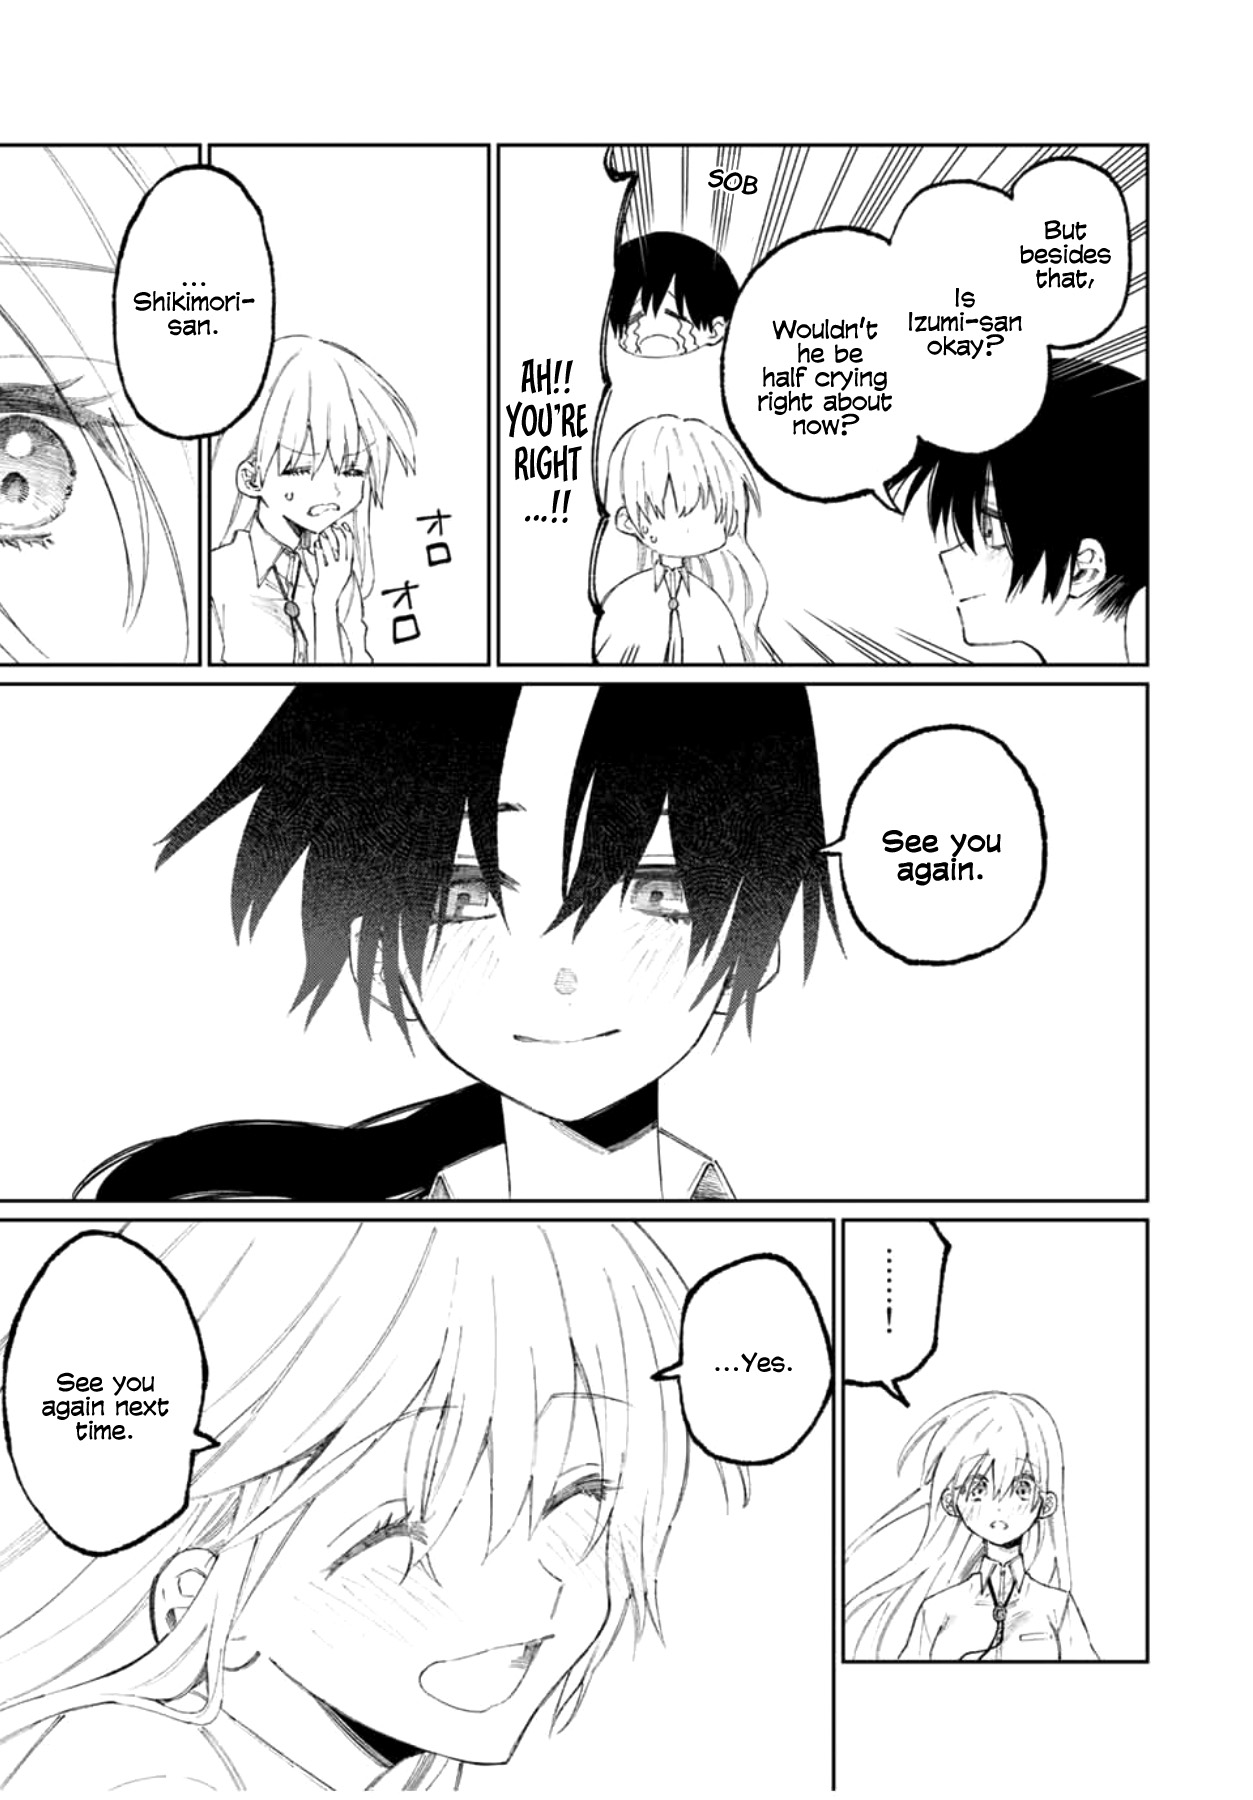 But
besides
that,
Is
Izumi-san
okay?
Wouldn't
he be
half crying
right about
now?
SOB
AH!!
YOU'RE
RIGHT
...!!
オロ
オロ
...
Shikimori-
san.
See you
again.
........!
...Yes.
See you
again next
time.